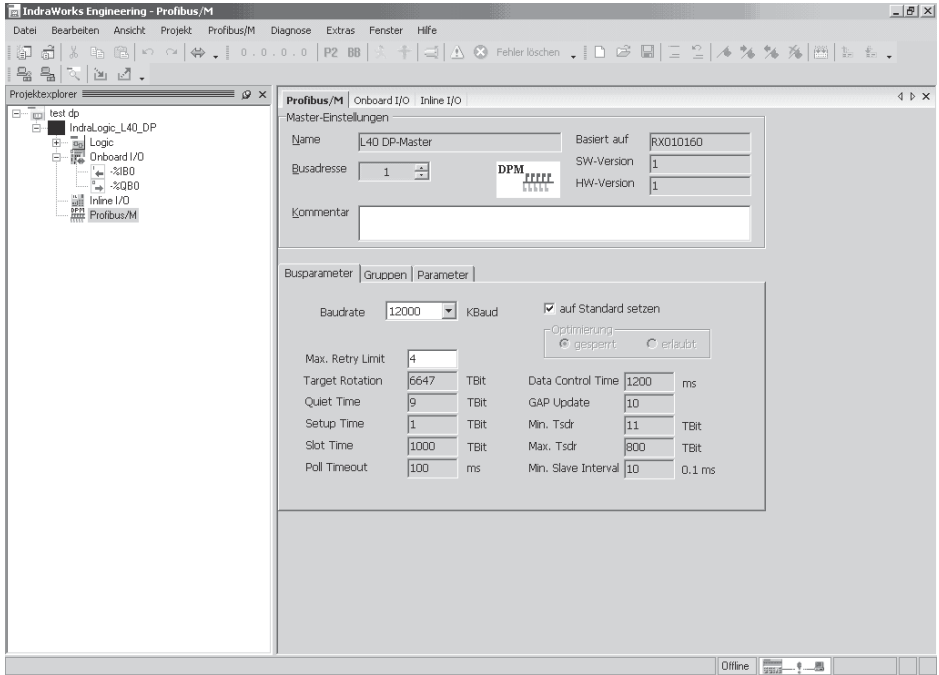 IndraWorks Engineering - Profibus/M
Datei Bearbeiten Ansicht Projekt Profibus/M Diagnose Extras Fenster Hilfe
0 . 0 . 0 . 0 P2 BB Fehler löschen
Projektexplorer
test dp
IndraLogic_L40_DP
Logic
Onboard I/O
-%IB0
-%QB0
Inline I/O
Profibus/M
Profibus/M Onboard I/O Inline I/O
Master-Einstellungen
Name L40 DP-Master Basiert auf RX010160
Busadresse 1 DPM SW-Version 1
HW-Version 1
Kommentar
Busparameter Gruppen Parameter
Baudrate 12000 KBaud auf Standard setzen
Optimierung
gesperrt erlaubt
Max. Retry Limit 4
Target Rotation 6647 TBit Data Control Time 1200 ms
Quiet Time 9 TBit GAP Update 10
Setup Time 1 TBit Min. Tsdr 11 TBit
Slot Time 1000 TBit Max. Tsdr 800 TBit
Poll Timeout 100 ms Min. Slave Interval 10 0.1 ms
Offline